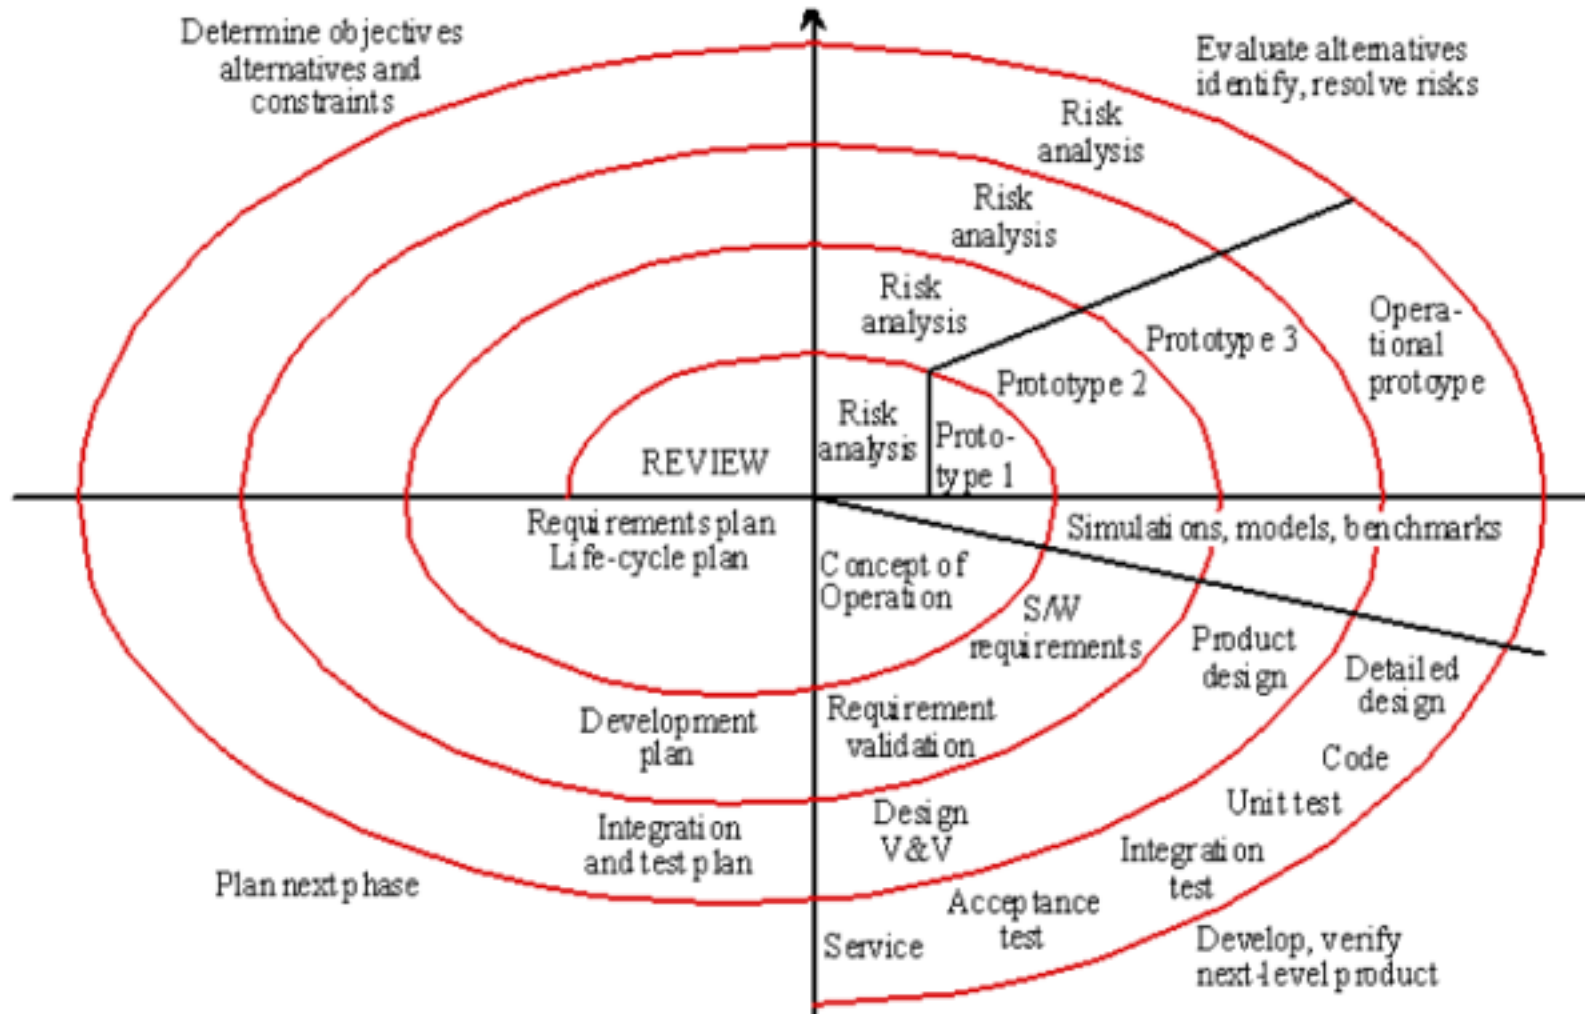 Determine objectives
alternatives and
constraints
Evaluate alternatives
identify, resolve risks
Risk
analysis
Risk
analysis
Risk
analysis
Risk
analysis
Opera-
tional
protoype
Prototype 3
Prototype 2
Proto-
type 1
REVIEW
Requirements plan
Life-cycle plan
Simulations, models, benchmarks
Concept of
Operation
S/W
requirements
Product
design
Detailed
design
Development
plan
Requirement
validation
Code
Unit test
Integration
and test plan
Design
V&V
Integration
test
Plan next phase
Acceptance
test
Service
Develop, verify
next-level product